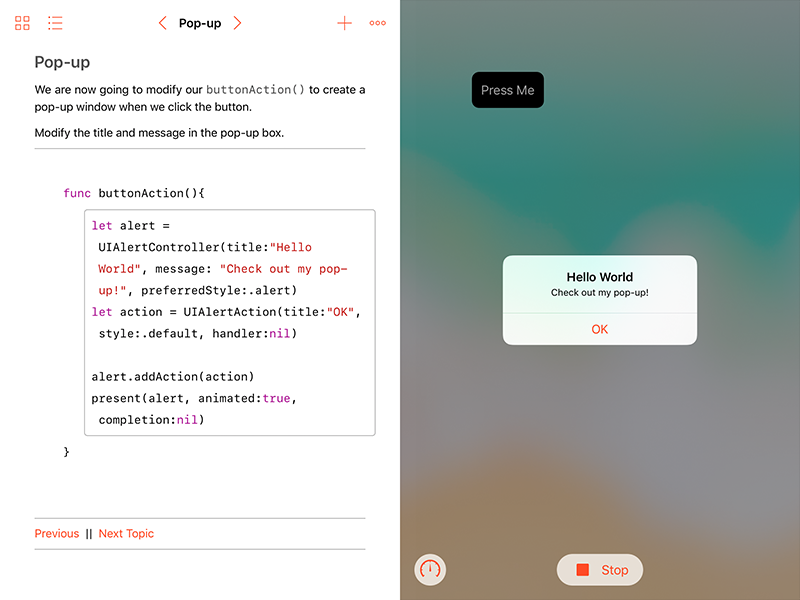 Pop-up
Pop-up
We are now going to modify our buttonAction() to create a
pop-up window when we click the button.
Modify the title and message in the pop-up box.
func buttonAction(){
let alert =
UIAlertController(title:"Hello
World", message: "Check out my pop-
up!", preferredStyle:.alert)
let action = UIAlertAction(title:"OK",
style:.default, handler:nil)
alert.addAction(action)
present(alert, animated:true,
completion:nil)
}
Previous || Next Topic
Press Me
Hello World
Check out my pop-up!
OK
Stop